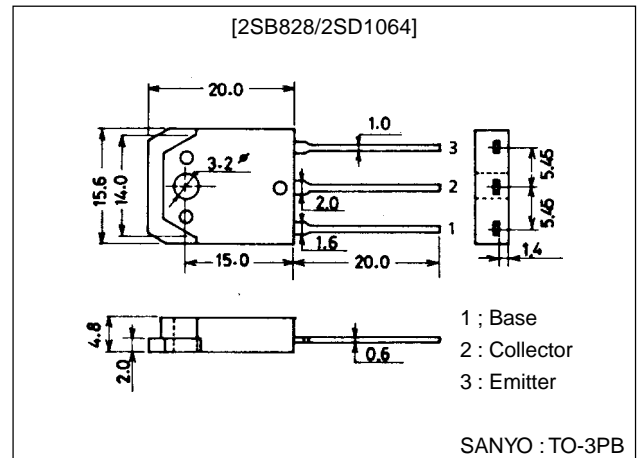 [2SB828/2SD1064]
20.0
1.0
3
3.2 ø
15.6
14.0
2
2.0
5.45
5.45
1
1.6
15.0
20.0
1.4
4.8
2.0
0.6
1 ; Base
2 : Collector
3 : Emitter
SANYO : TO-3PB